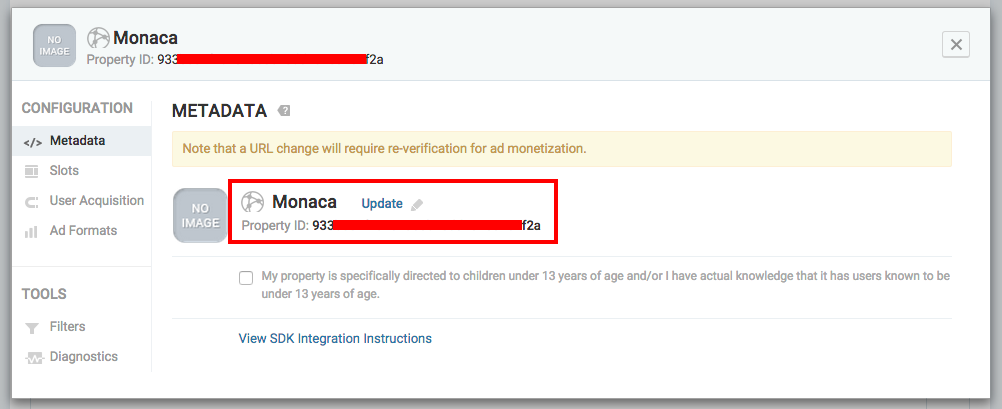 NO
IMAGE
Monaca
Property ID: 933 f2a
CONFIGURATION
Metadata
Slots
User Acquisition
Ad Formats
TOOLS
Filters
Diagnostics
METADATA ?
Note that a URL change will require re-verification for ad monetization.
NO
IMAGE
Monaca Update
Property ID: 933 f2a
My property is specifically directed to children under 13 years of age and/or I have actual knowledge that it has users known to be
under 13 years of age.
View SDK Integration Instructions